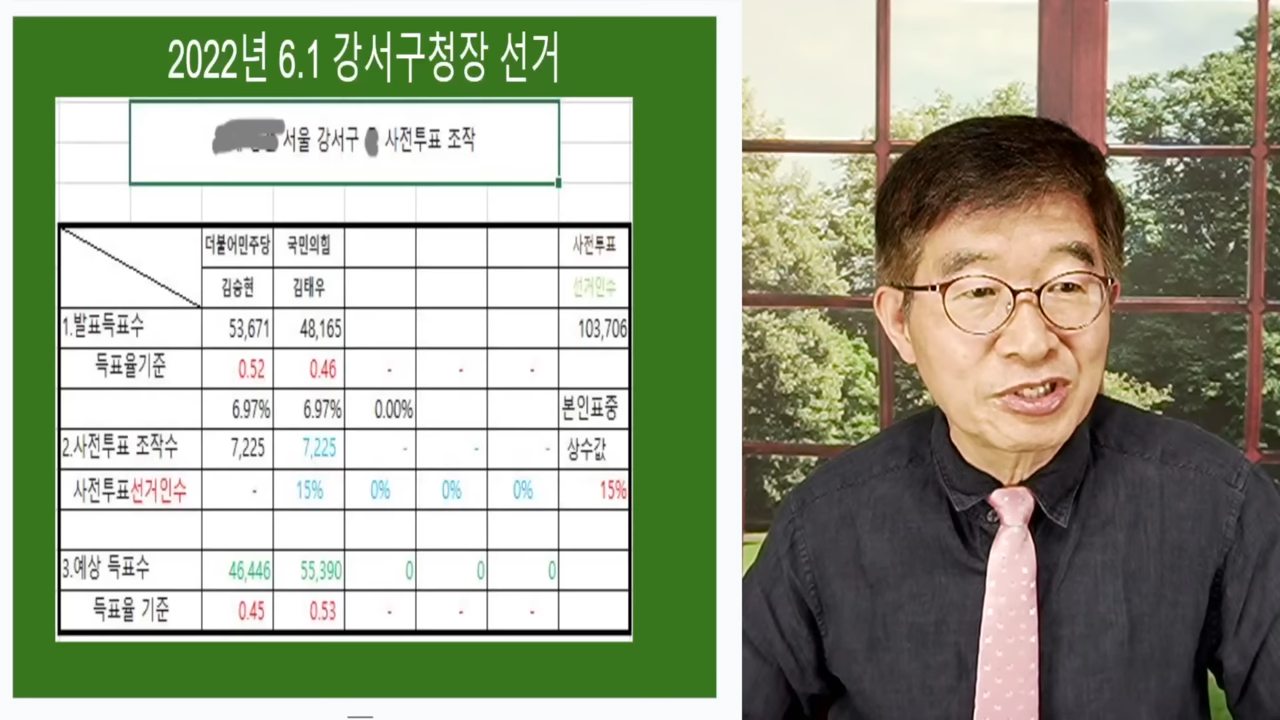 2022년 6.1 강서구청장 선거
서울 강서구 사전투표 조작
더불어민주당 국민의힘 사전투표
김승현 김태우 선거인수
1.발표득표수 53,671 48,165 103,706
득표율기준 0.52 0.46 - - -
6.97% 6.97% 0.00% 본인표중
2.사전투표 조작수 7,225 7,225 - - - 상수값
사전투표선거인수 - 15% 0% 0% 0% 15%
3.예상 득표수 46,446 55,390 0 0 0
득표율 기준 0.45 0.53 - - -